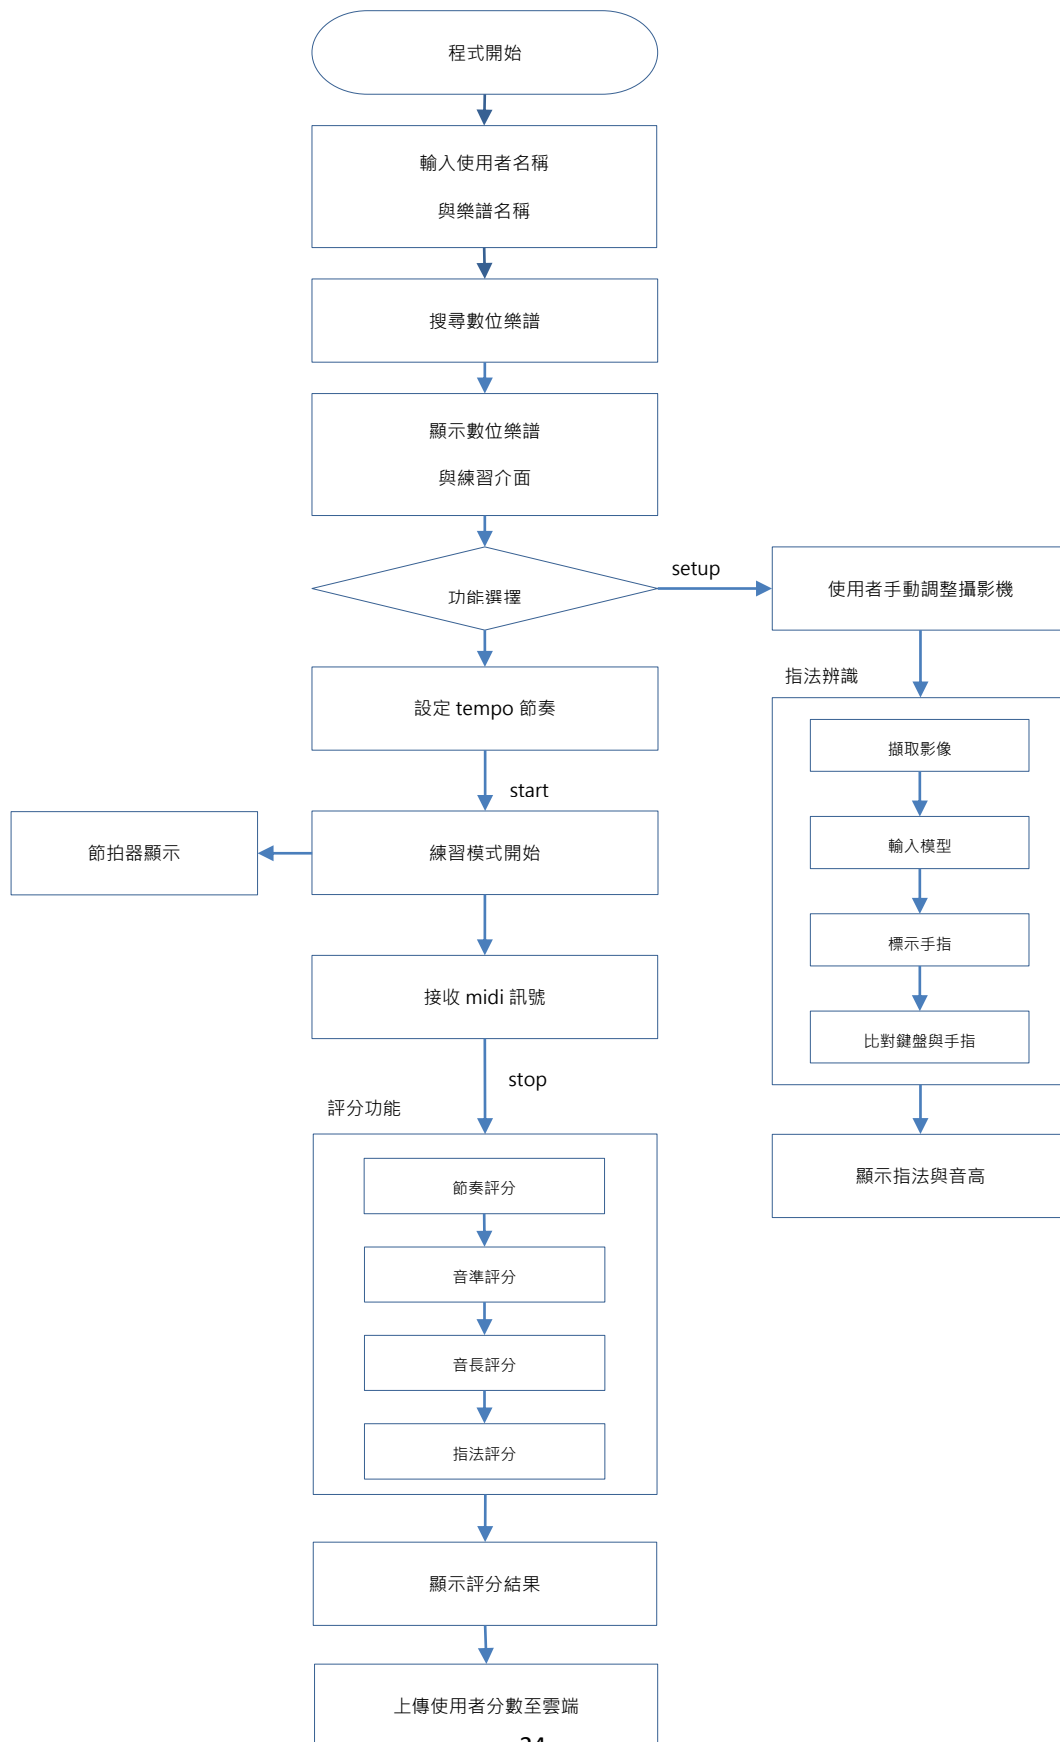 程式開始
輸入使用者名稱
與樂譜名稱
搜尋數位樂譜
顯示數位樂譜
與練習介面
功能選擇
setup
使用者手動調整攝影機
指法辨識
擷取影像
輸入模型
標示手指
比對鍵盤與手指
顯示指法與音高
設定 tempo 節奏
start
練習模式開始
節拍器顯示
接收 midi 訊號
stop
評分功能
節奏評分
音準評分
音長評分
指法評分
顯示評分結果
上傳使用者分數至雲端